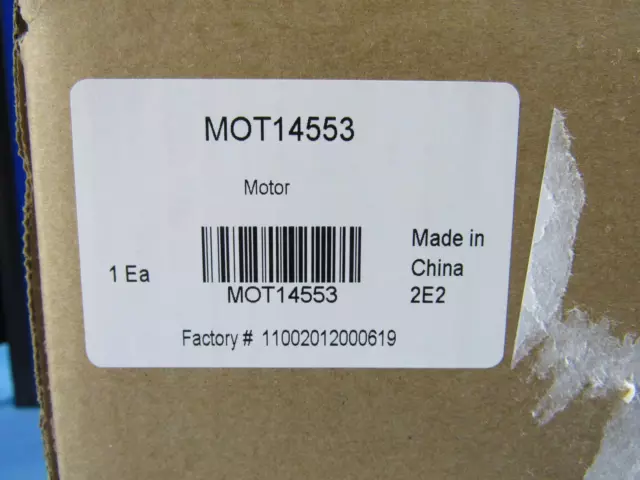 MOT14553
Motor
1 Ea
MOT14553
Made in
China
2E2
Factory # 11002012000619